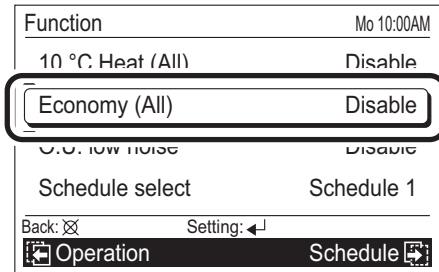 Function Mo 10:00AM
10 °C Heat (All) Disable
Economy (All) Disable
O.U. low noise Disable
Schedule select Schedule 1
Back: Setting:
Operation Schedule